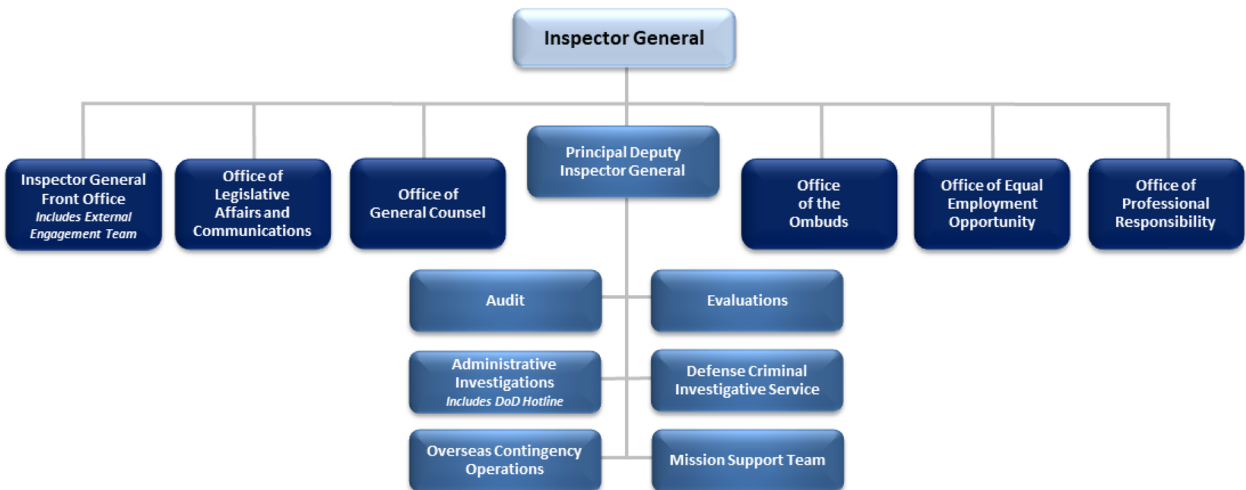 Inspector General
Inspector General
Front Office
Includes External
Engagement Team
Office of
Legislative
Affairs and
Communications
Office of
General Counsel
Principal Deputy
Inspector General
Office
of the
Ombuds
Office of Equal
Employment
Opportunity
Office of
Professional
Responsibility
Audit
Evaluations
Administrative
Investigations
Includes DoD Hotline
Defense Criminal
Investigative Service
Overseas Contingency
Operations
Mission Support Team